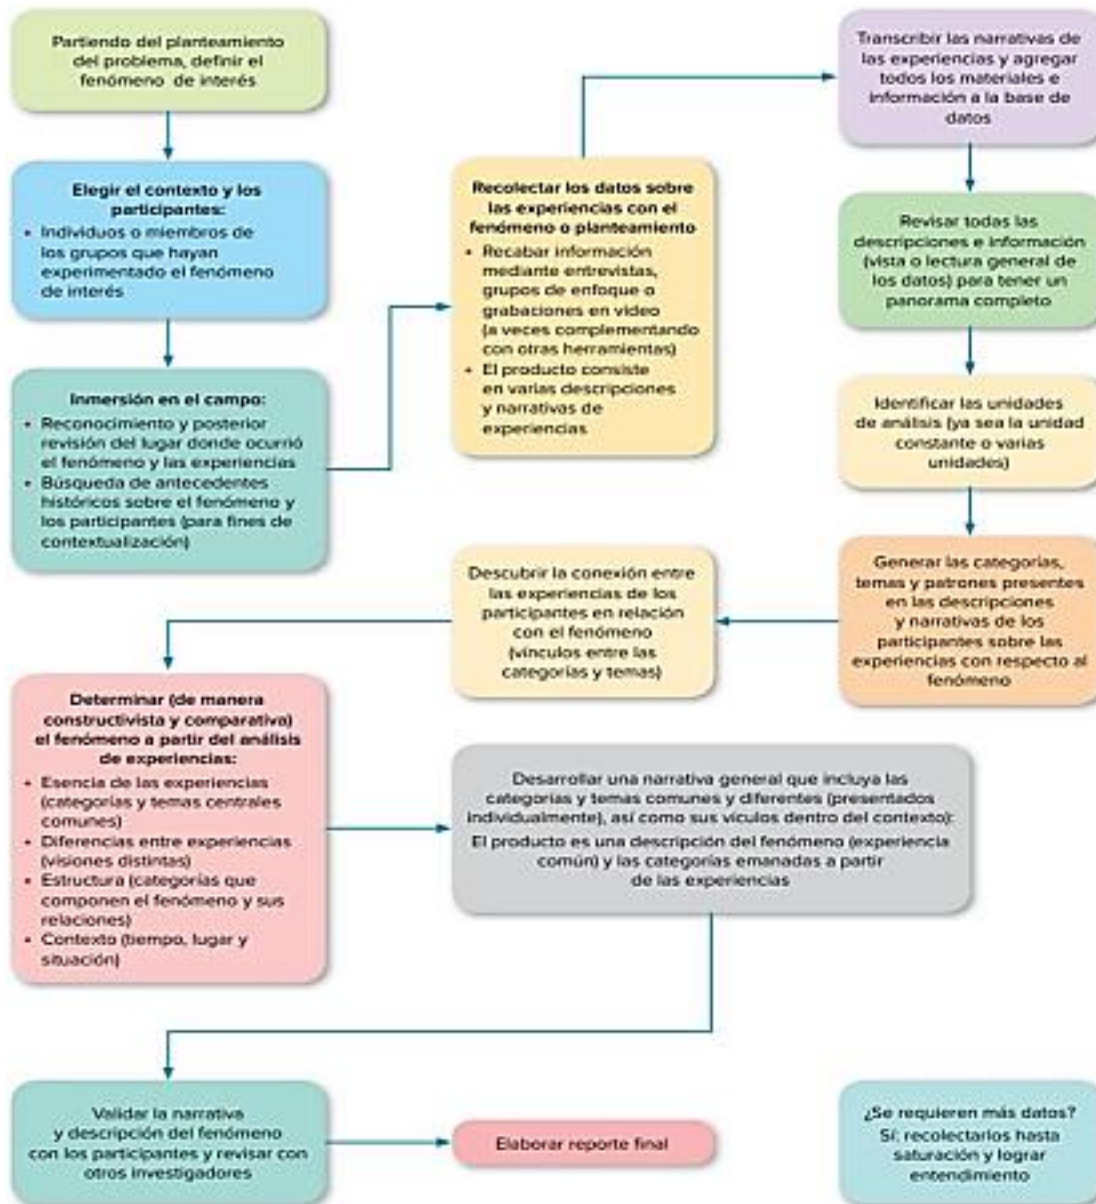 Partiendo del planteamiento
del problema, definir el
fenómeno de interés
Elegir el contexto y los
participantes:
• Individuos o miembros de
los grupos que hayan
experimentado el fenómeno
de interés
Inmersión en el campo:
• Reconocimiento y posterior
revisión del lugar donde ocurrió
el fenómeno y las experiencias
• Búsqueda de antecedentes
históricos sobre el fenómeno y
los participantes (para fines de
contextualización)
Recolectar los datos sobre
las experiencias con el
fenómeno o planteamiento
• Recabar información
mediante entrevistas,
grupos de enfoque o
grabaciones en video
(a veces complementando
con otras herramientas)
• El producto consiste
en varias descripciones
y narrativas de
experiencias
Transcribir las narrativas de
las experiencias y agregar
todos los materiales e
información a la base de
datos
Revisar todas las
descripciones e información
(vista o lectura general de
los datos) para tener un
panorama completo
Identificar las unidades
de análisis (ya sea la unidad
constante o varias
unidades)
Generar las categorías,
temas y patrones presentes
en las descripciones
y narrativas de los
participantes sobre las
experiencias con respecto al
fenómeno
Descubrir la conexión entre
las experiencias de los
participantes en relación
con el fenómeno
(vínculos entre las
categorías y temas)
Determinar (de manera
constructivista y comparativa)
el fenómeno a partir del análisis
de experiencias:
• Esencia de las experiencias
(categorías y temas centrales
comunes)
• Diferencias entre experiencias
(visiones distintas)
• Estructura (categorías que
componen el fenómeno y sus
relaciones)
• Contexto (tiempo, lugar y
situación)
Desarrollar una narrativa general que incluya las
categorías y temas comunes y diferentes (presentados
individualmente), así como sus vículos dentro del contexto):
El producto es una descripción del fenómeno (experiencia
común) y las categorías emanadas a partir
de las experiencias
Validar la narrativa
y descripción del fenómeno
con los participantes y revisar con
otros investigadores
Elaborar reporte final
¿Se requieren más datos?
Sí: recolectarlos hasta
saturación y lograr
entendimiento